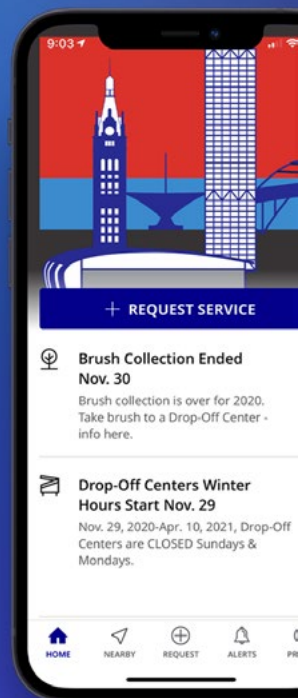 9:03
+ REQUEST SERVICE
Brush Collection Ended
Nov. 30
Brush collection is over for 2020.
Take brush to a Drop-Off Center -
info here.
Drop-Off Centers Winter
Hours Start Nov. 29
Nov. 29, 2020-Apr. 10, 2021, Drop-Off
Centers are CLOSED Sundays &
Mondays.
HOME NEARBY REQUEST ALERTS